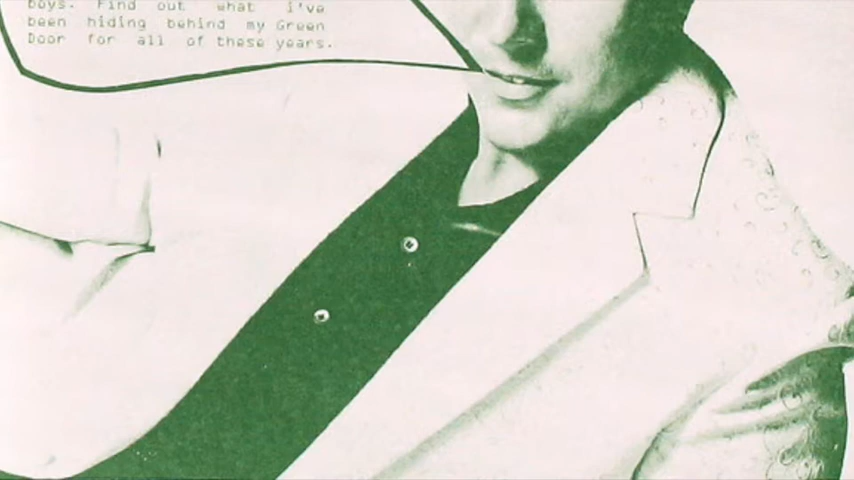 boys. Find out what i've
been hiding behind my Green
Door for all of these years.